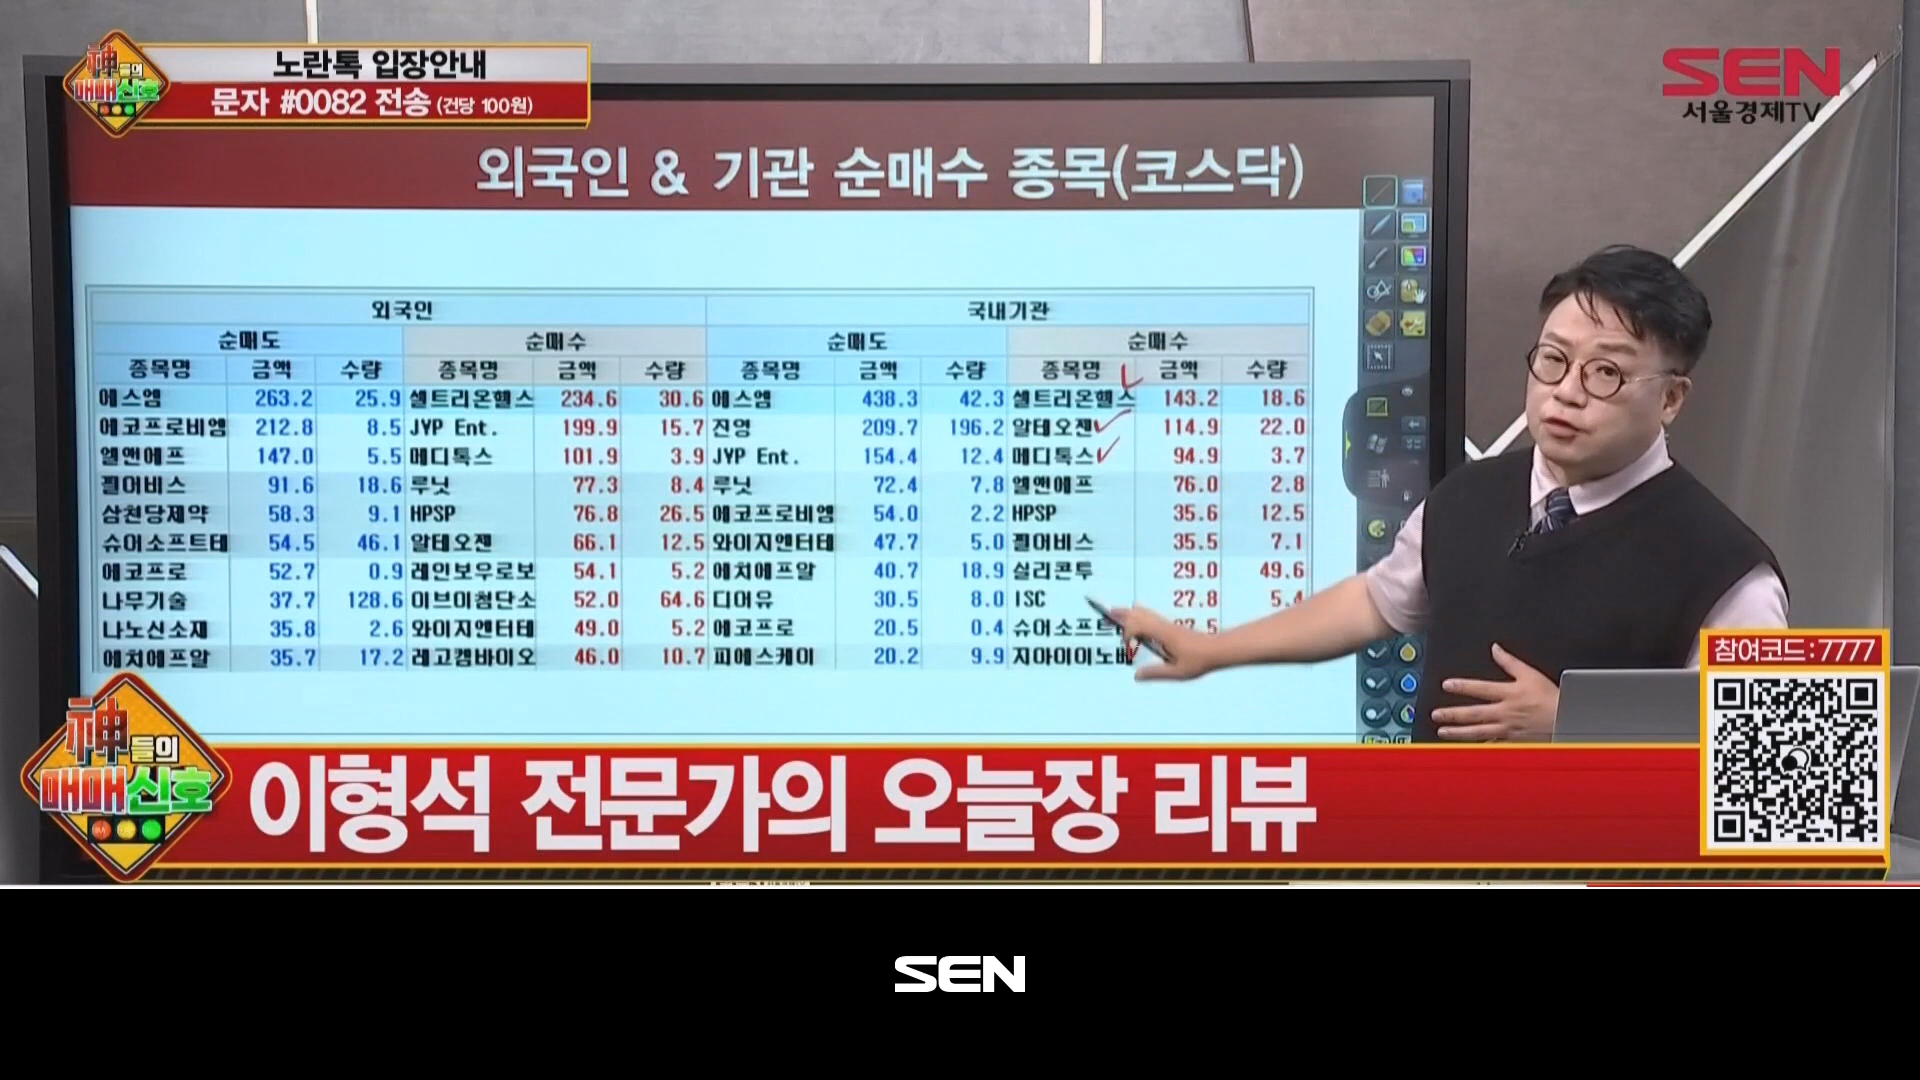 神들의
매매신호
노란톡 입장안내
문자 #0082 전송 (건당 100원)
SEN
서울경제TV
외국인 & 기관 순매수 종목(코스닥)
외국인 국내기관
순매도 순매수 순매도 순매수
종목명 금액 수량 종목명 금액 수량 종목명 금액 수량 종목명 금액 수량
에스엠 263.2 25.9 셀트리온헬스 234.6 30.6 에스엠 438.3 42.3 셀트리온헬스 143.2 18.6
에코프로비엠 212.8 8.5 JYP Ent. 199.9 15.7 진영 209.7 196.2 알테오젠 114.9 22.0
엘앤에프 147.0 5.5 메디톡스 101.9 3.9 JYP Ent. 154.4 12.4 메디톡스 94.9 3.7
펄어비스 91.6 18.6 루닛 77.3 8.4 루닛 72.4 7.8 엘앤에프 76.0 2.8
삼천당제약 58.3 9.1 HPSP 76.8 26.5 에코프로비엠 54.0 2.2 HPSP 35.6 12.5
슈어소프트테 54.5 46.1 알테오젠 66.1 12.5 와이지엔터테 47.7 5.0 펄어비스 35.5 7.1
에코프로 52.7 0.9 레인보우로보 54.1 5.2 에치에프알 40.7 18.9 실리콘투 29.0 49.6
나무기술 37.7 128.6 이브이첨단소 52.0 64.6 디어유 30.5 8.0 ISC 27.8 5.4
나노신소재 35.8 2.6 와이지엔터테 49.0 5.2 에코프로 20.5 0.4 슈어소프트
에치에프알 35.7 17.2 레고켐바이오 46.0 10.7 피에스케이 20.2 9.9 지아이이노베
참여코드:7777
神들의
매매신호
이형석 전문가의 오늘장 리뷰
SEN